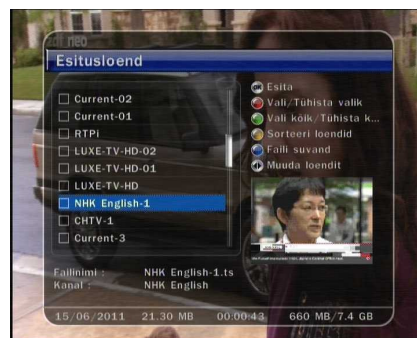 zdf_neo
Esitusloend
Current-02
Current-01
RTPi
LUXE-TV-HD-02
LUXE-TV-HD-01
LUXE-TV-HD
NHK English-1
CHTV-1
Current-3
OK Esita
Vali/Tühista valik
Vali kõik/Tühista k...
Sorteeri loendid
Faili suvand
Muuda loendit
Failinimi : NHK English-1.ts
Kanal : NHK English
15/06/2011 21.30 MB 00:00:43 660 MB/7.4 GB